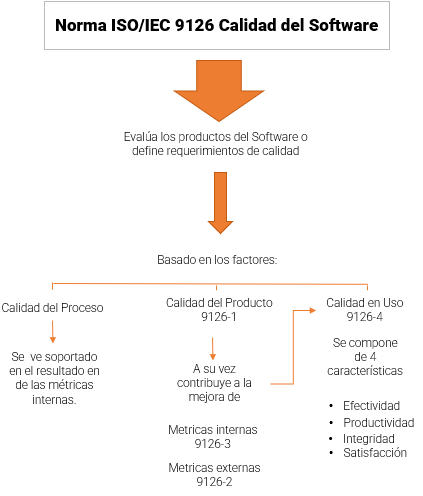 Norma ISO/IEC 9126 Calidad del Software
Evalúa los productos del Software o
define requerimientos de calidad
Basado en los factores:
Calidad del Proceso
Se ve soportado
en el resultado en
de las métricas
internas.
Calidad del Producto
9126-1
A su vez
contribuye a la
mejora de
Metricas internas
9126-3
Metricas externas
9126-2
Calidad en Uso
9126-4
Se compone
de 4
características
• Efectividad
• Productividad
• Integridad
• Satisfacción